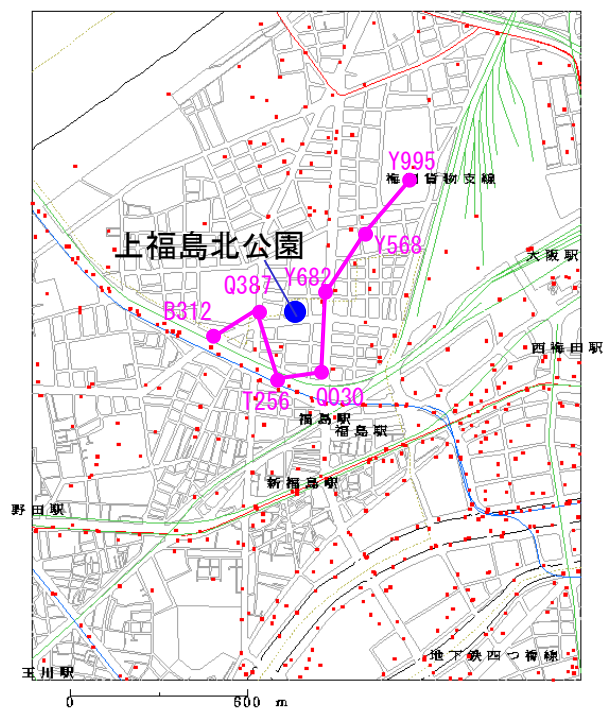 Y995
梅田貨物支線
上福島北公園
Y568
大阪駅
Q387
Y682
B312
西梅田駅
T256
Q030
福島駅
福島駅
新福島駅
野田駅
地下鉄四つ橋線
玉川駅
0
600 m